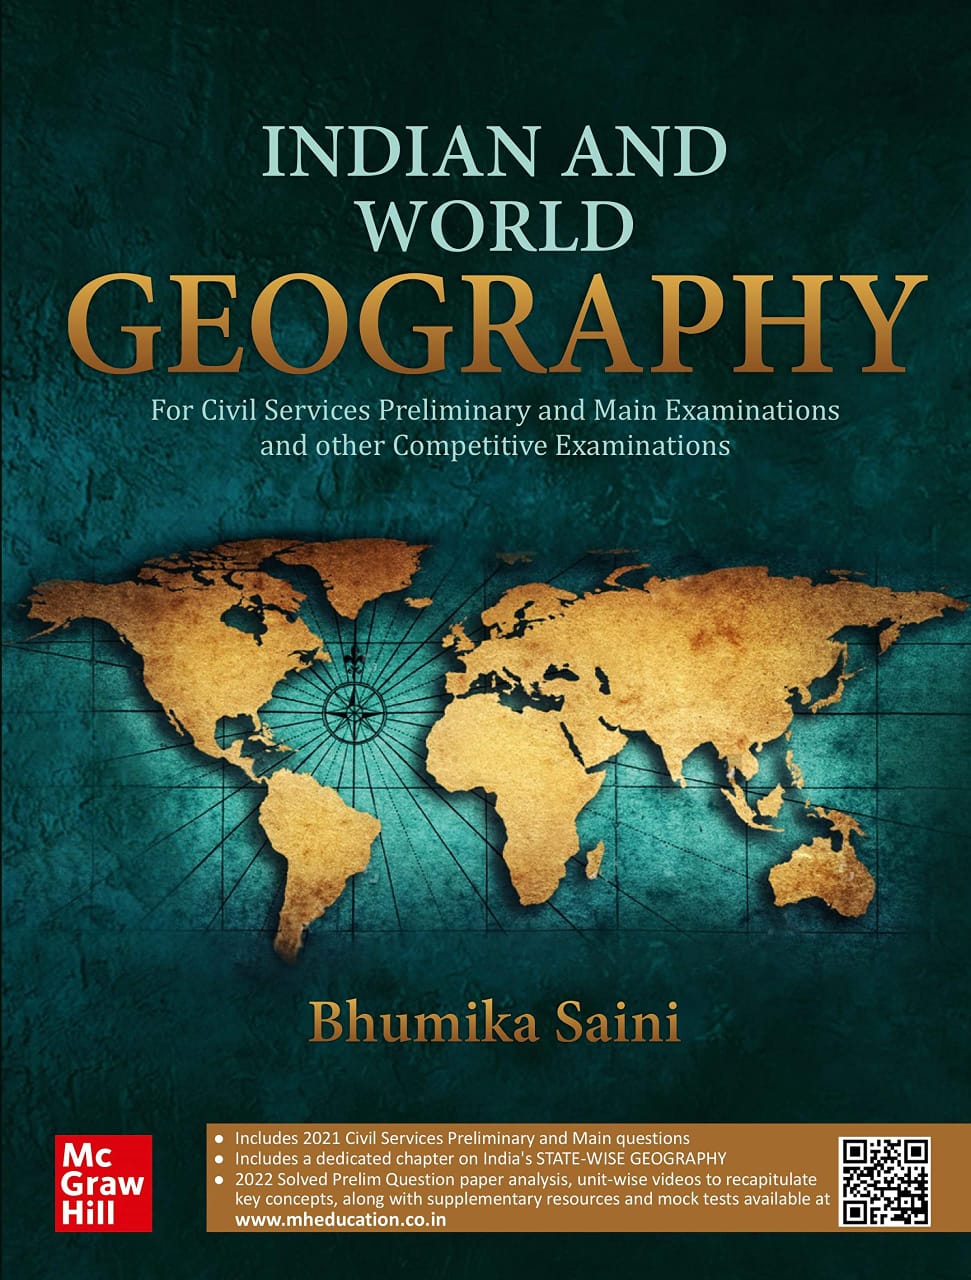 INDIAN AND
WORLD
GEOGRAPHY
For Civil Services Preliminary and Main Examinations
and other Competitive Examinations
Bhumika Saini
Mc
Graw
Hill
• Includes 2021 Civil Services Preliminary and Main questions
• Includes a dedicated chapter on India's STATE-WISE GEOGRAPHY
• 2022 Solved Prelim Question paper analysis, unit-wise videos to recapitulate
key concepts, along with supplementary resources and mock tests available at
www.mheducation.co.in